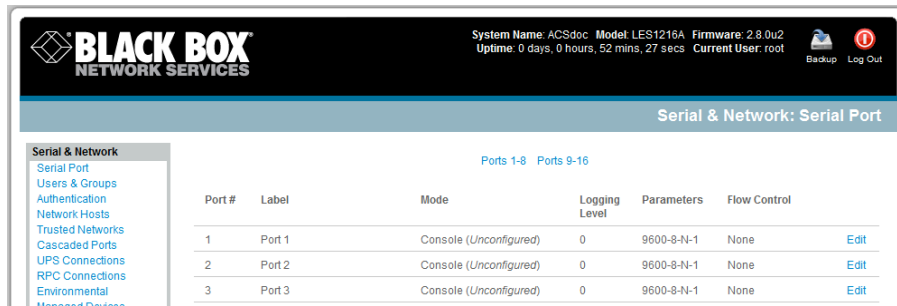 BLACK BOX®
NETWORK SERVICES
System Name: ACSdoc Model: LES1216A Firmware: 2.8.0u2
Uptime: 0 days, 0 hours, 52 mins, 27 secs Current User: root
Backup Log Out
Serial & Network: Serial Port
Serial & Network
Serial Port
Users & Groups
Authentication
Network Hosts
Trusted Networks
Cascaded Ports
UPS Connections
RPC Connections
Environmental
Managed Devices
Ports 1-8 Ports 9-16
Port # Label Mode Logging Level Parameters Flow Control
1 Port 1 Console (Unconfigured) 0 9600-8-N-1 None Edit
2 Port 2 Console (Unconfigured) 0 9600-8-N-1 None Edit
3 Port 3 Console (Unconfigured) 0 9600-8-N-1 None Edit